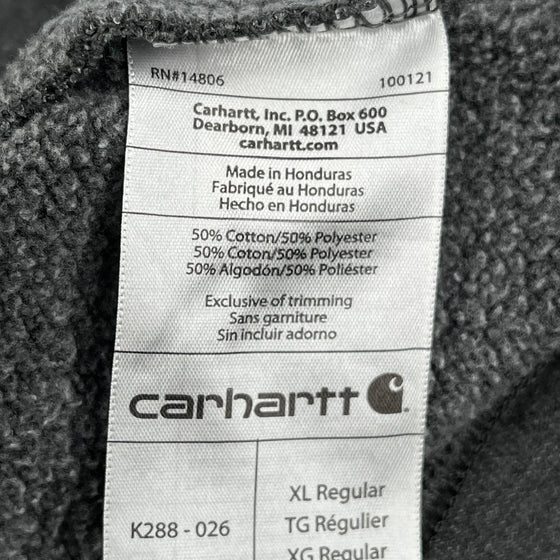 RN#14806 100121
Carhartt, Inc. P.O. Box 600
Dearborn, MI 48121 USA
carhartt.com
Made in Honduras
Fabriqué au Honduras
Hecho en Honduras
50% Cotton/50% Polyester
50% Coton/50% Polyester
50% Algodón/50% Poliéster
Exclusive of trimming
Sans garniture
Sin incluir adorno
carhartt
XL Regular
K288 - 026 TG Régulier
XG Regular